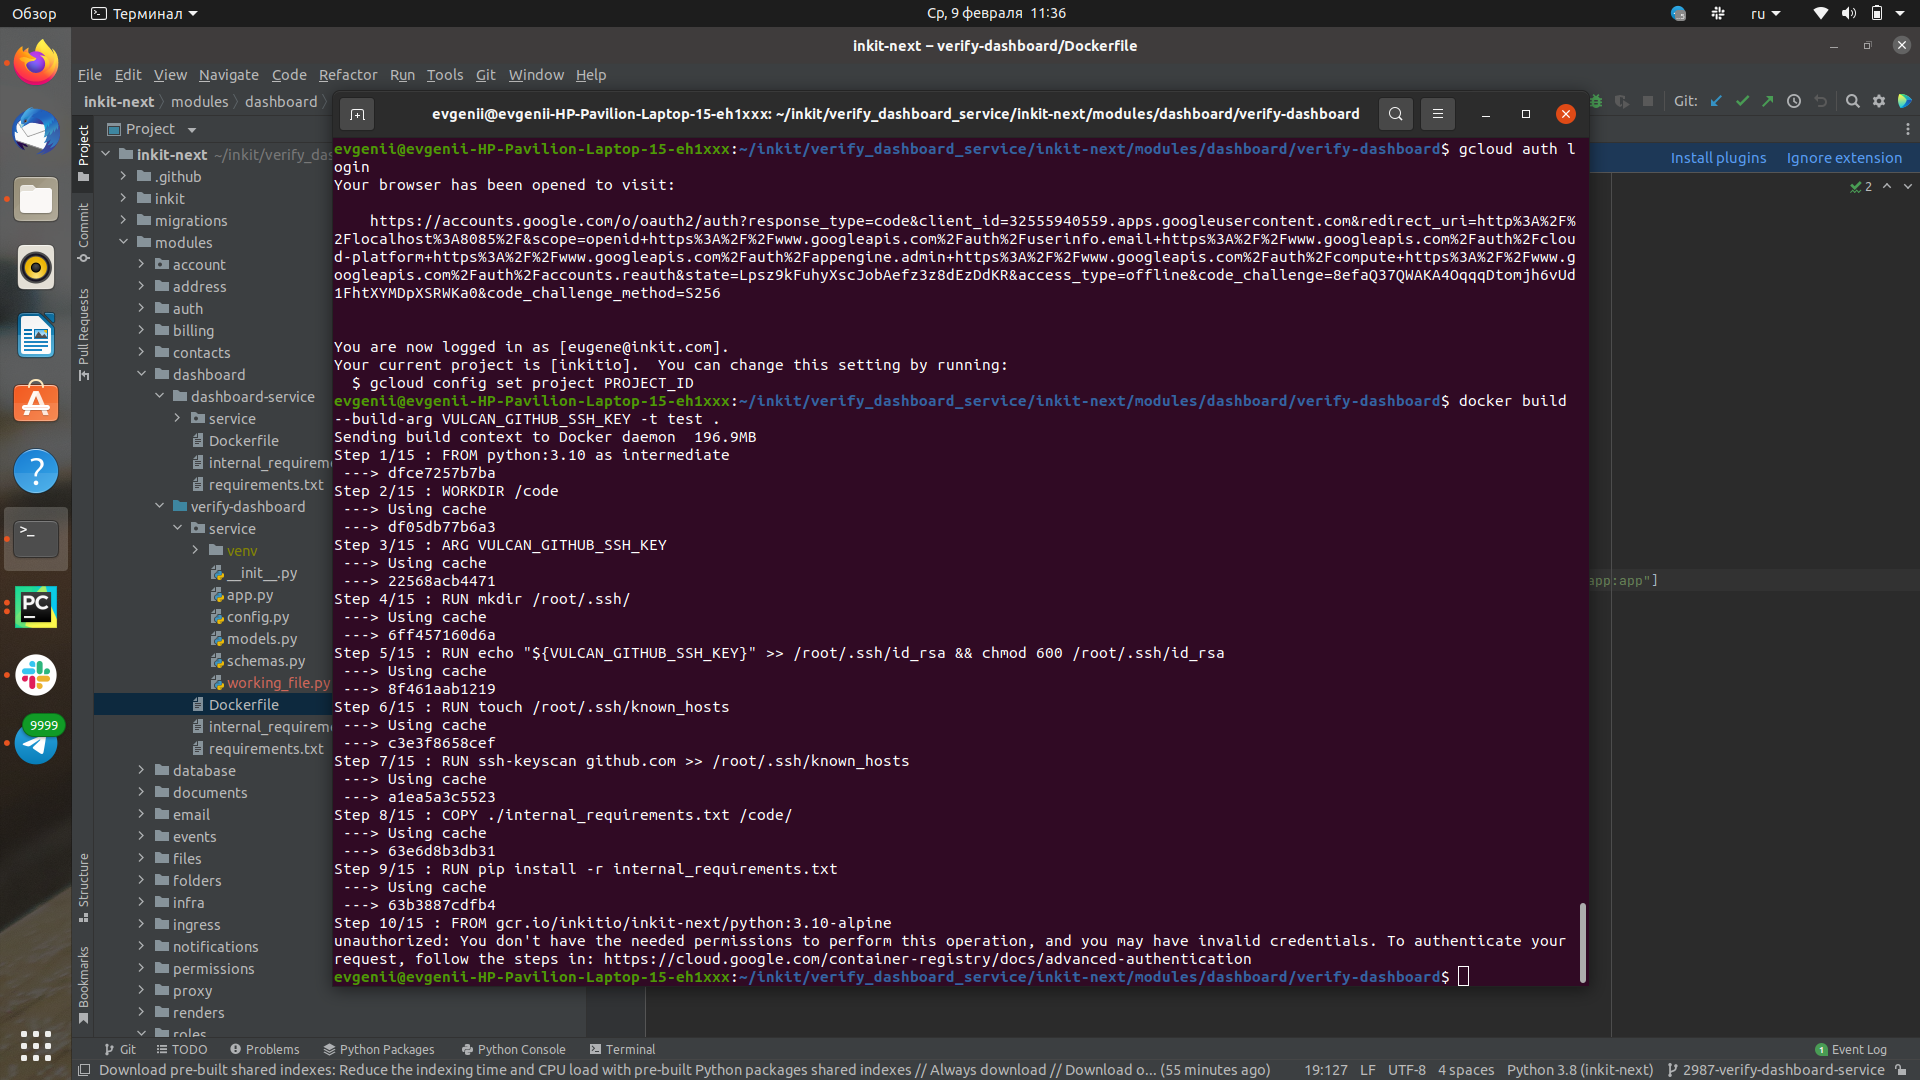 Обзор
Терминал
Ср, 9 февраля 11:36
ru
inkit-next – verify-dashboard/Dockerfile
File Edit View Navigate Code Refactor Run Tools Git Window Help
inkit-next modules dashboard
Git:
Project
Install plugins Ignore extension
2
Project
Commit
Pull Requests
Structure
Bookmarks
inkit-next ~/inkit/verify_das
.github
inkit
migrations
modules
account
address
auth
billing
contacts
dashboard
dashboard-service
service
Dockerfile
internal_requirem
requirements.txt
verify-dashboard
service
venv
__init__.py
app.py
config.py
models.py
schemas.py
working_file.py
Dockerfile
internal_requirem
requirements.txt
database
documents
email
events
files
folders
infra
ingress
notifications
permissions
proxy
renders
roles
9999
PC
evgenii@evgenii-HP-Pavilion-Laptop-15-eh1xxx: ~/inkit/verify_dashboard_service/inkit-next/modules/dashboard/verify-dashboard
evgenii@evgenii-HP-Pavilion-Laptop-15-eh1xxx:~/inkit/verify_dashboard_service/inkit-next/modules/dashboard/verify-dashboard$ gcloud auth l
ogin
Your browser has been opened to visit:
https://accounts.google.com/o/oauth2/auth?response_type=code&client_id=32555940559.apps.googleusercontent.com&redirect_uri=http%3A%2F%
2Flocalhost%3A8085%2F&scope=openid+https%3A%2F%2Fwww.googleapis.com%2Fauth%2Fuserinfo.email+https%3A%2F%2Fwww.googleapis.com%2Fauth%2Fclou
d-platform+https%3A%2F%2Fwww.googleapis.com%2Fauth%2Fappengine.admin+https%3A%2F%2Fwww.googleapis.com%2Fauth%2Fcompute+https%3A%2F%2Fwww.g
oogleapis.com%2Fauth%2Faccounts.reauth&state=Lpsz9kFuhyXscJobAefz3z8dEzDdKR&access_type=offline&code_challenge=8efaQ37QWAKA4OqqqDtomjh6vUd
1FhtXYMDpXSRWKa0&code_challenge_method=S256
You are now logged in as [eugene@inkit.com].
Your current project is [inkitio].  You can change this setting by running:
$ gcloud config set project PROJECT_ID
evgenii@evgenii-HP-Pavilion-Laptop-15-eh1xxx:~/inkit/verify_dashboard_service/inkit-next/modules/dashboard/verify-dashboard$ docker build
--build-arg VULCAN_GITHUB_SSH_KEY -t test .
Sending build context to Docker daemon  196.9MB
Step 1/15 : FROM python:3.10 as intermediate
---> dfce7257b7ba
Step 2/15 : WORKDIR /code
---> Using cache
---> df05db77b6a3
Step 3/15 : ARG VULCAN_GITHUB_SSH_KEY
---> Using cache
---> 22568acb4471
Step 4/15 : RUN mkdir /root/.ssh/
---> Using cache
---> 6ff457160d6a
Step 5/15 : RUN echo "${VULCAN_GITHUB_SSH_KEY}" >> /root/.ssh/id_rsa && chmod 600 /root/.ssh/id_rsa
---> Using cache
---> 8f461aab1219
Step 6/15 : RUN touch /root/.ssh/known_hosts
---> Using cache
---> c3e3f8658cef
Step 7/15 : RUN ssh-keyscan github.com >> /root/.ssh/known_hosts
---> Using cache
---> a1ea5a3c5523
Step 8/15 : COPY ./internal_requirements.txt /code/
---> Using cache
---> 63e6d8b3db31
Step 9/15 : RUN pip install -r internal_requirements.txt
---> Using cache
---> 63b3887cdfb4
Step 10/15 : FROM gcr.io/inkitio/inkit-next/python:3.10-alpine
unauthorized: You don't have the needed permissions to perform this operation, and you may have invalid credentials. To authenticate your
request, follow the steps in: https://cloud.google.com/container-registry/docs/advanced-authentication
evgenii@evgenii-HP-Pavilion-Laptop-15-eh1xxx:~/inkit/verify_dashboard_service/inkit-next/modules/dashboard/verify-dashboard$
app:app"]
Git TODO Problems Python Packages Python Console Terminal
1 Event Log
Download pre-built shared indexes: Reduce the indexing time and CPU load with pre-built Python packages shared indexes // Always download // Download o... (55 minutes ago)
19:127 LF UTF-8 4 spaces Python 3.8 (inkit-next) 2987-verify-dashboard-service